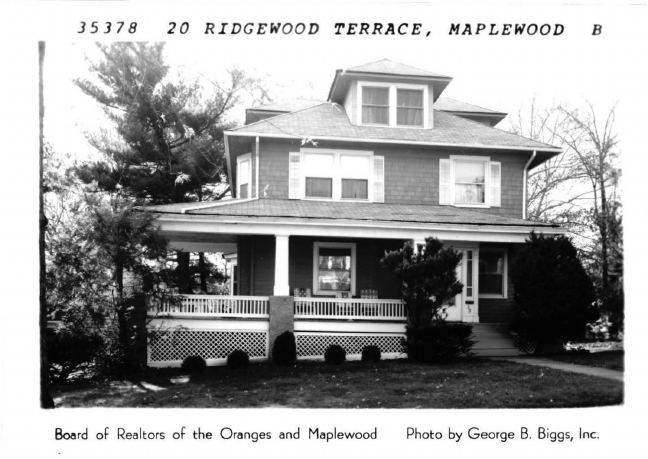 35378 20 RIDGEWOOD TERRACE, MAPLEWOOD B
Board of Realtors of the Oranges and Maplewood Photo by George B. Biggs, Inc.